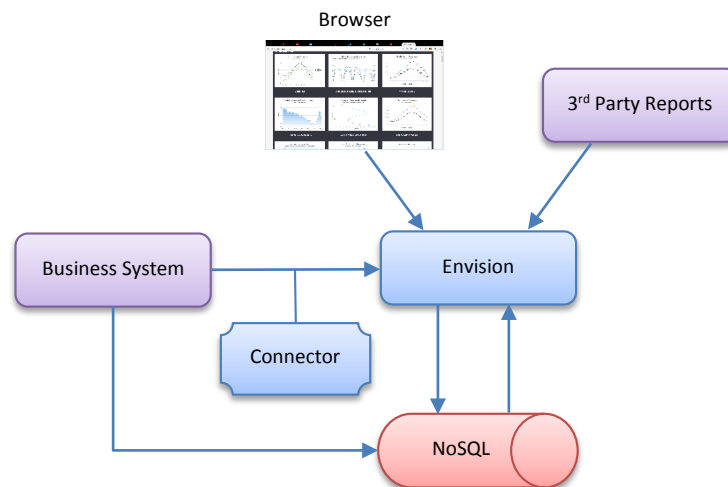 Browser
3rd Party Reports
Business System
Envision
Connector
NoSQL